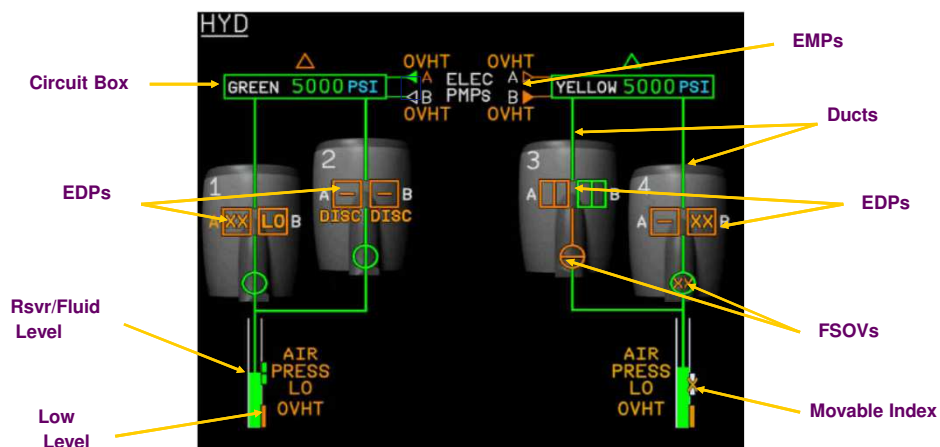 HYD
OVHT OVHT
EMPs
Circuit Box
GREEN 5000 PSI
A ELEC A
B PMPs B
YELLOW 5000 PSI
OVHT OVHT
Ducts
1
2
3
4
EDPs
A XX LO B
A – – B
DISC DISC
A B
A – XX B
EDPs
XX
FSOVs
Rsvr/Fluid
Level
AIR
PRESS
LO
OVHT
AIR
PRESS
LO
OVHT
X
Movable Index
Low
Level